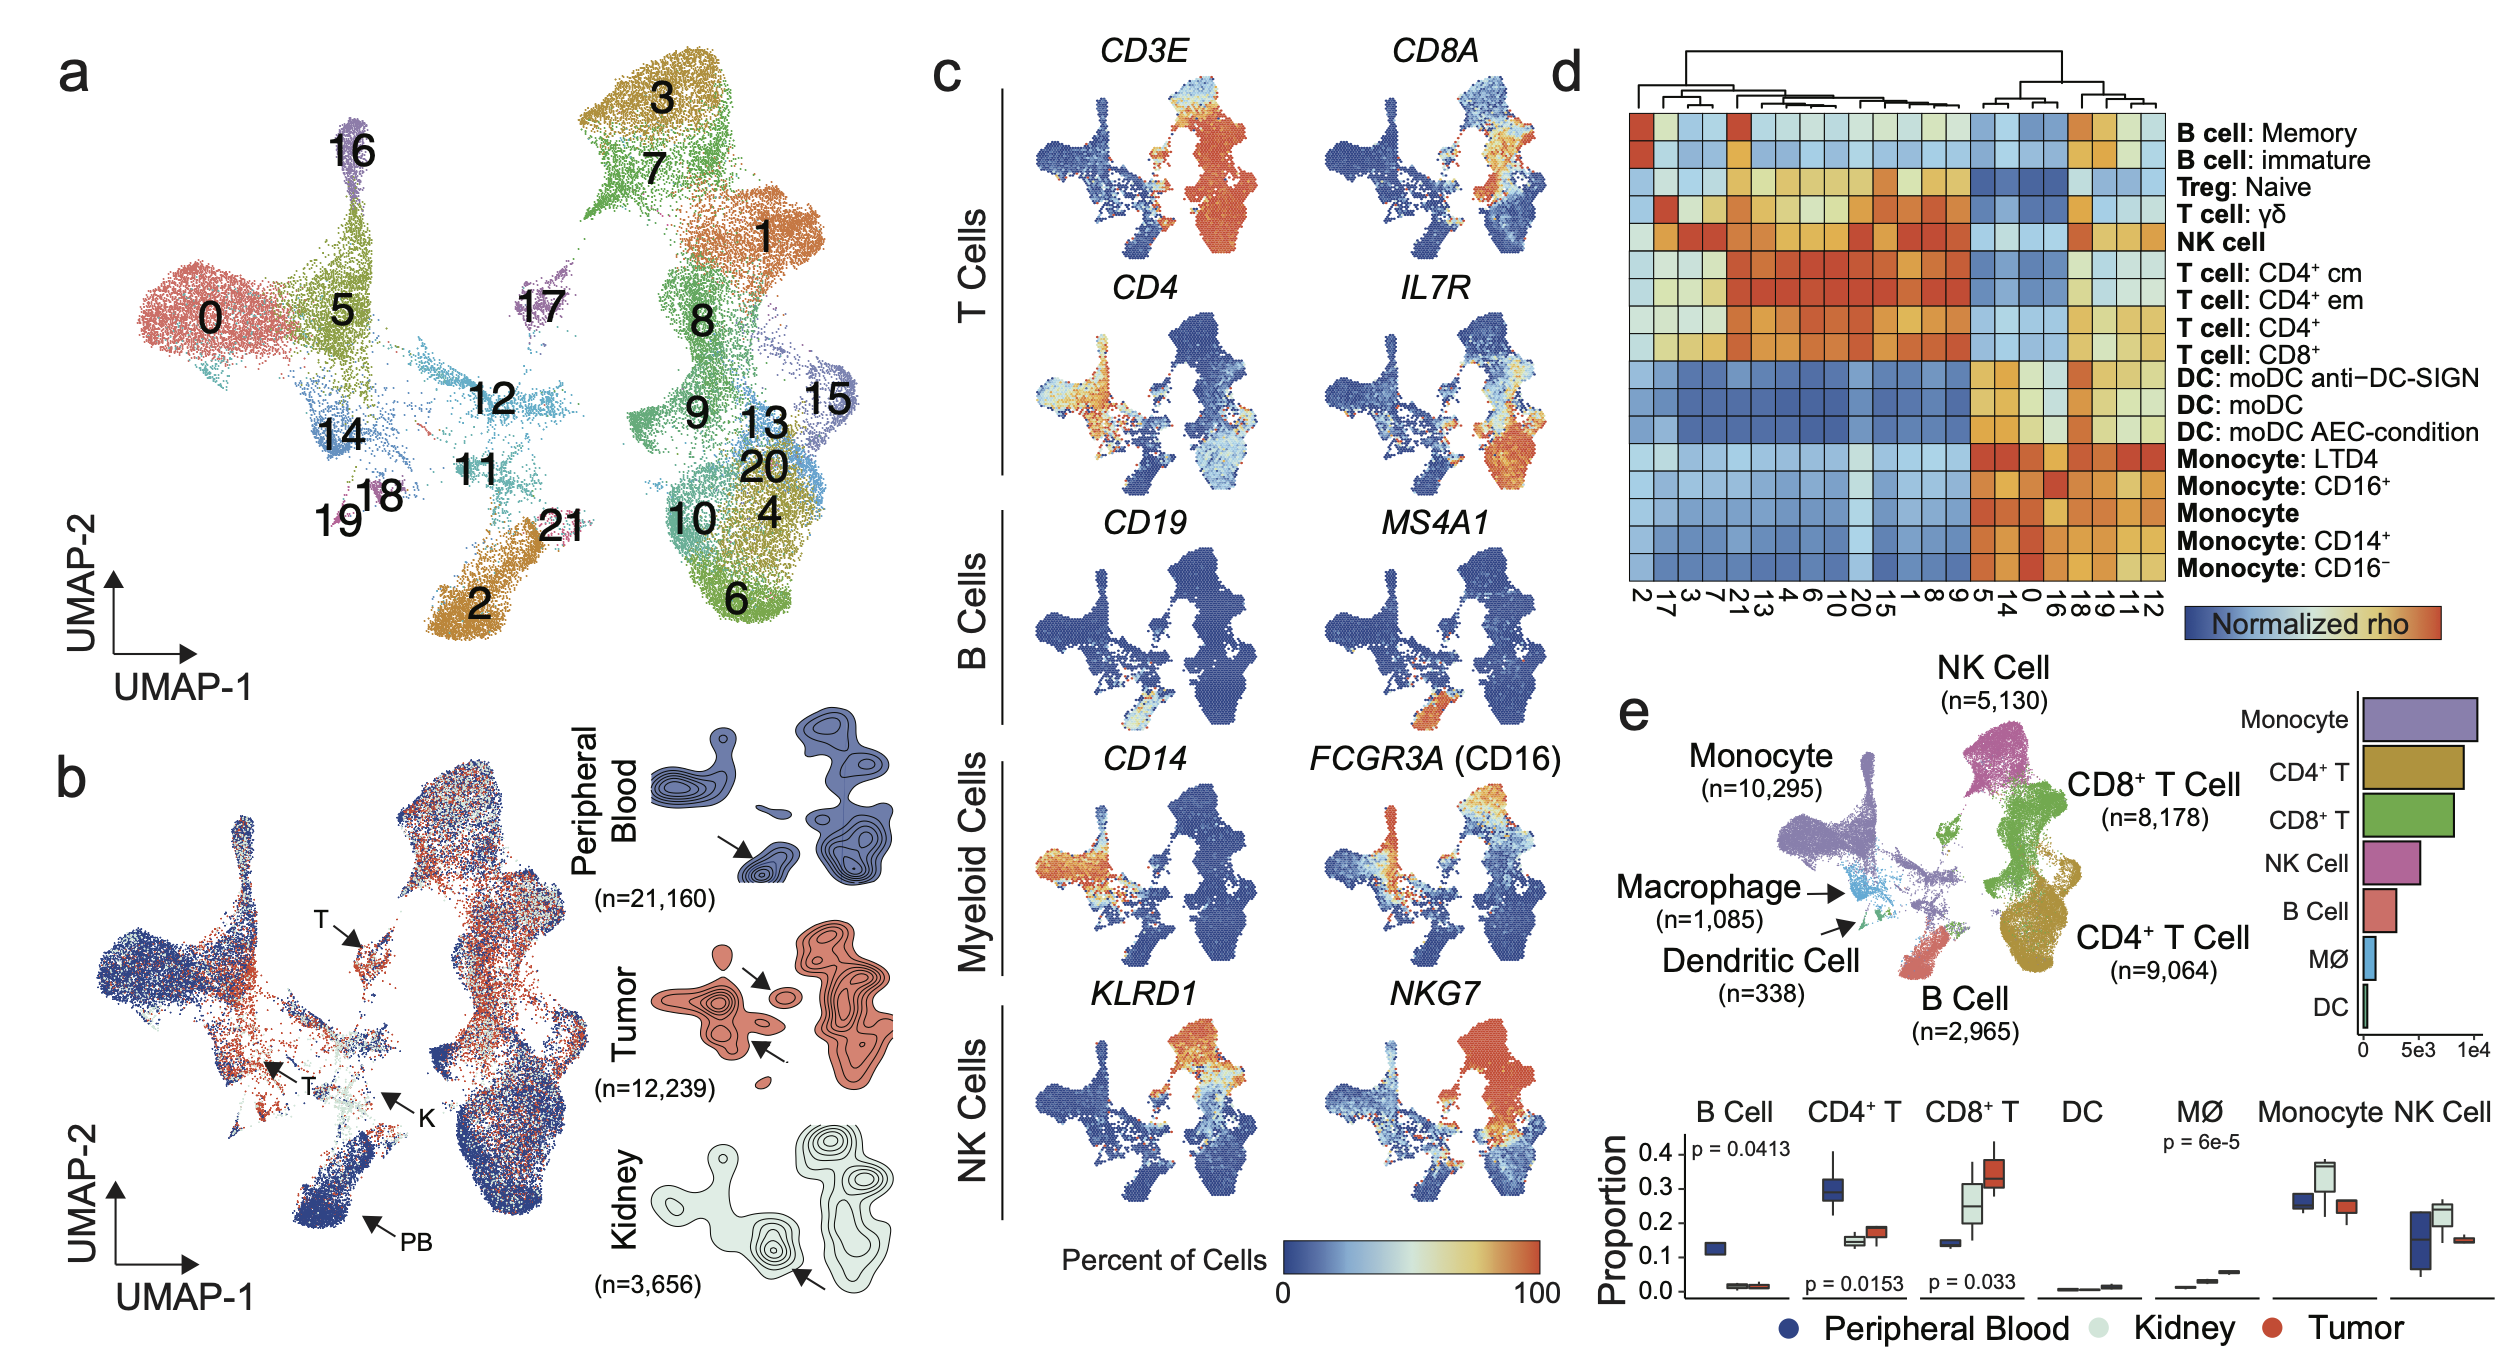 a
16
3
7
1
0
5
17
8
12
9
15
13
14
20
11
18
19
10
4
21
6
2
UMAP-2
UMAP-1
b
T
T
K
PB
UMAP-2
UMAP-1
Peripheral
Blood
(n=21,160)
Tumor
(n=12,239)
Kidney
(n=3,656)
c
T Cells
CD3E
CD8A
CD4
IL7R
B Cells
CD19
MS4A1
Myeloid Cells
CD14
FCGR3A (CD16)
NK Cells
KLRD1
NKG7
Percent of Cells
0
100
d
B cell: Memory
B cell: immature
Treg: Naive
T cell: γδ
NK cell
T cell: CD4⁺ cm
T cell: CD4⁺ em
T cell: CD4⁺
T cell: CD8⁺
DC: moDC anti−DC-SIGN
DC: moDC
DC: moDC AEC-condition
Monocyte: LTD4
Monocyte: CD16⁺
Monocyte
Monocyte: CD14⁺
Monocyte: CD16⁻
2 17 3 7 21 13 4 6 10 20 15 1 8 9 5 14 0 16 18 19 11 12
Normalized rho
e
NK Cell
(n=5,130)
Monocyte
(n=10,295)
CD8⁺ T Cell
(n=8,178)
Macrophage
(n=1,085)
Dendritic Cell
(n=338)
CD4⁺ T Cell
(n=9,064)
B Cell
(n=2,965)
Monocyte
CD4⁺ T
CD8⁺ T
NK Cell
B Cell
MØ
DC
0 5e3 1e4
B Cell CD4⁺ T CD8⁺ T DC MØ Monocyte NK Cell
Proportion
0.4
0.3
0.2
0.1
0.0
p = 0.0413
p = 0.0153
p = 0.033
p = 6e-5
Peripheral Blood Kidney Tumor